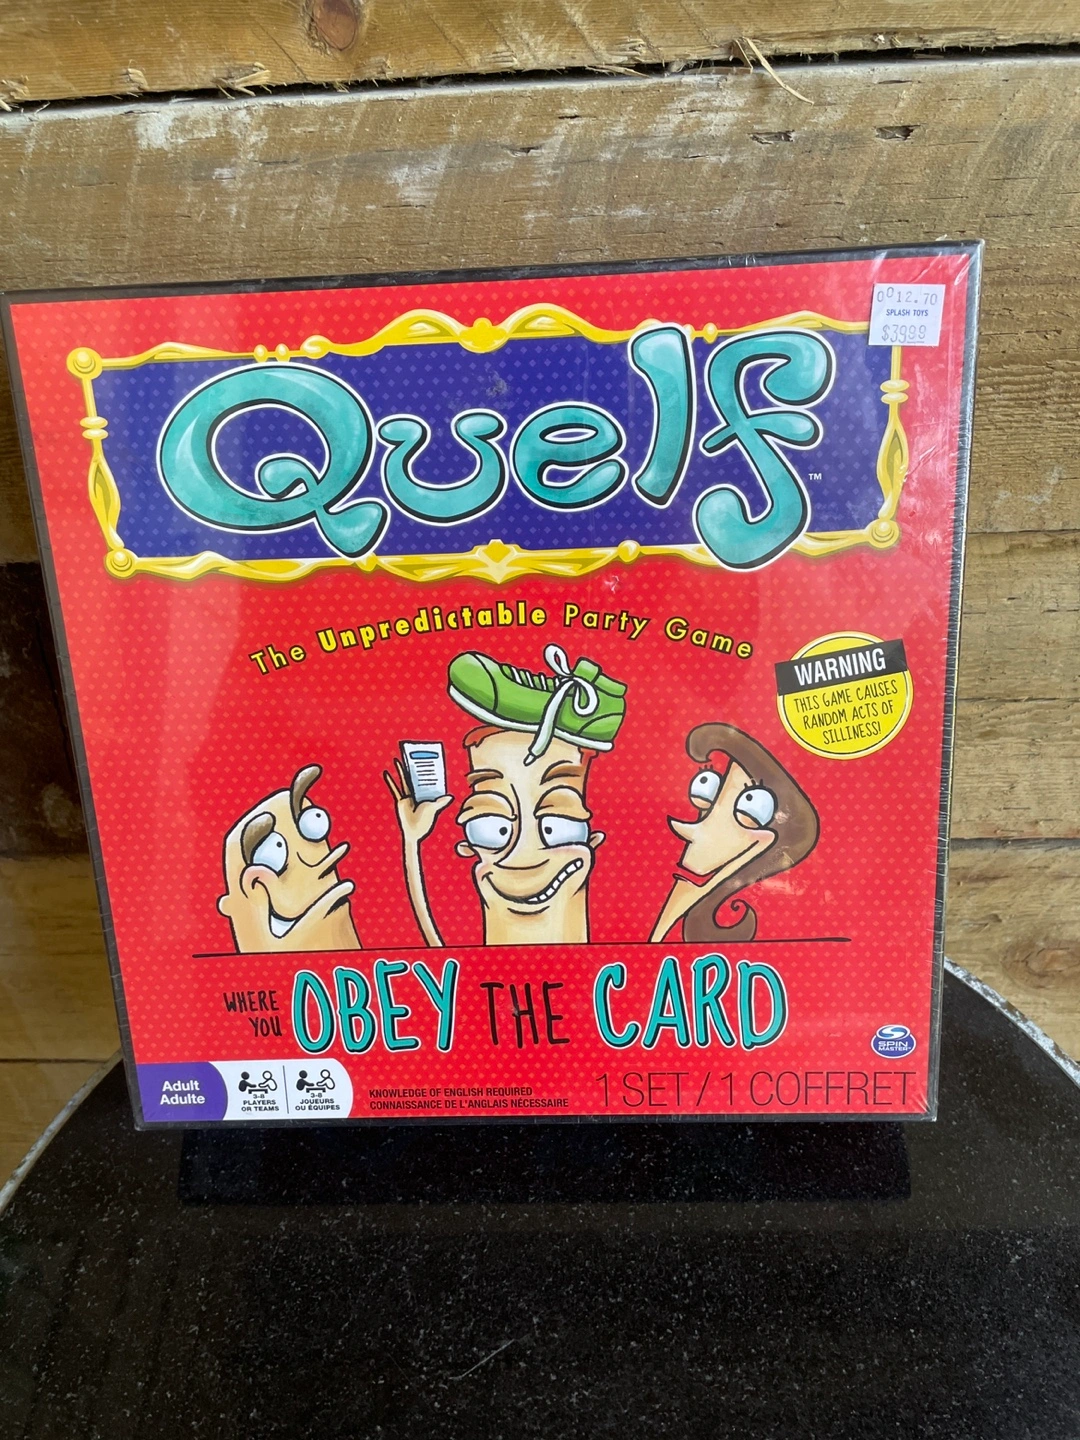 0012.70
SPLASH TOYS
$39.98
Quelf™
The Unpredictable Party Game
WARNING
THIS GAME CAUSES
RANDOM ACTS OF
SILLINESS!
WHERE
YOU
OBEY THE CARD
SPIN
MASTER
Adult
Adulte
3-8
PLAYERS
OR TEAMS
3-8
JOUEURS
OU ÉQUIPES
KNOWLEDGE OF ENGLISH REQUIRED
CONNAISSANCE DE L'ANGLAIS NÉCESSAIRE
1 SET / 1 COFFRET